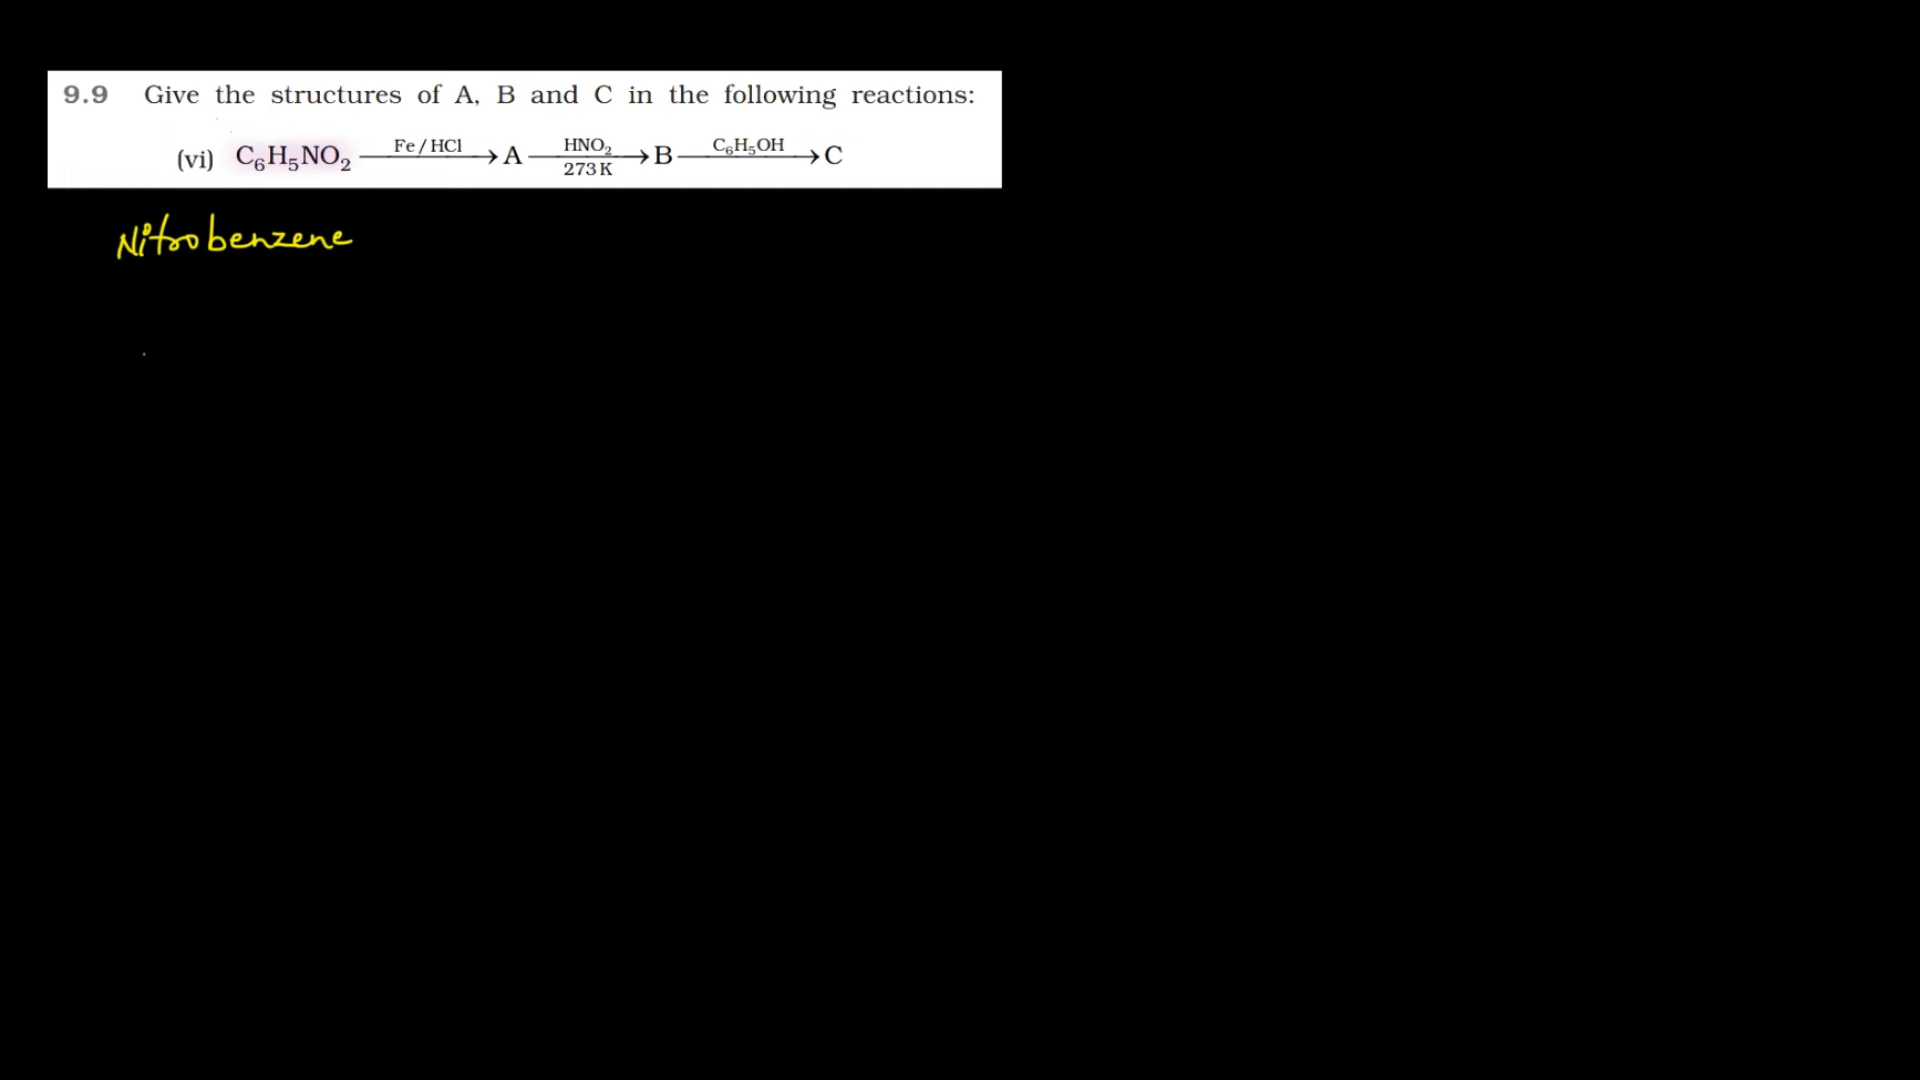 9.9 Give the structures of A, B and C in the following reactions:
(vi) C₆H₅NO₂ —Fe/HCl→ A —HNO₂ / 273 K→ B —C₆H₅OH→ C
Nitrobenzene